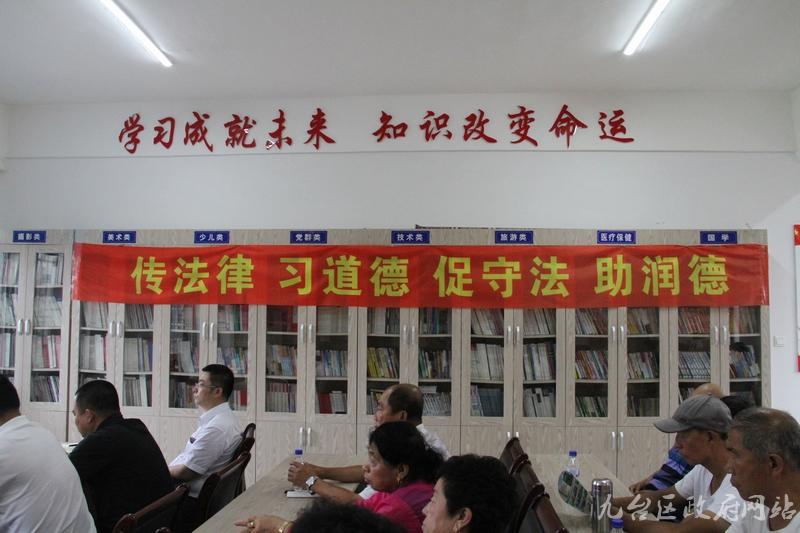 学习成就未来 知识改变命运
摄影类 美术类 少儿类 党群类 技术类 旅游类 医疗保健 国学
传法律 习道德 促守法 助润德
九台区政府网站